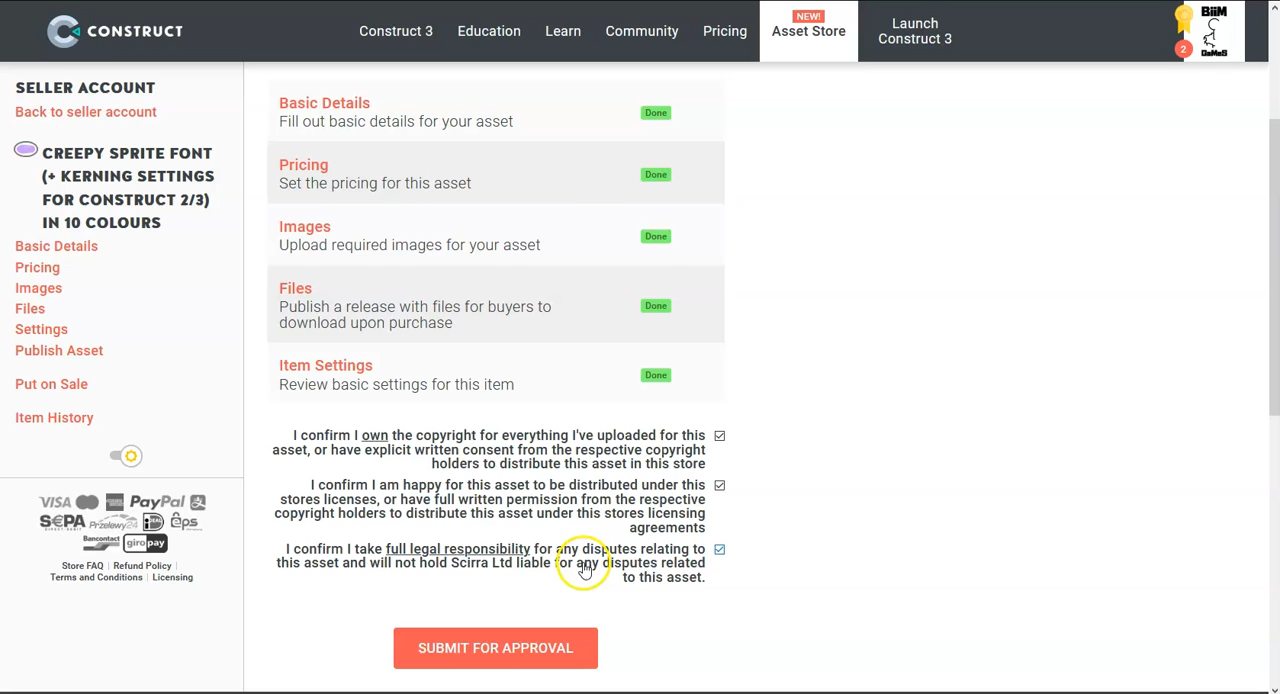 CONSTRUCT
Construct 3
Education
Learn
Community
Pricing
NEW!
Asset Store
Launch
Construct 3
2
BiiM
GaMeS
SELLER ACCOUNT
Back to seller account
CREEPY SPRITE FONT
(+ KERNING SETTINGS
FOR CONSTRUCT 2/3)
IN 10 COLOURS
Basic Details
Pricing
Images
Files
Settings
Publish Asset
Put on Sale
Item History
VISA
PayPal
SEPA
Przelewy24
iD
eps
Bancontact
giropay
Store FAQ | Refund Policy |
Terms and Conditions | Licensing
Basic Details
Fill out basic details for your asset
Done
Pricing
Set the pricing for this asset
Done
Images
Upload required images for your asset
Done
Files
Publish a release with files for buyers to
download upon purchase
Done
Item Settings
Review basic settings for this item
Done
I confirm I own the copyright for everything I've uploaded for this
asset, or have explicit written consent from the respective copyright
holders to distribute this asset in this store
I confirm I am happy for this asset to be distributed under this
stores licenses, or have full written permission from the respective
copyright holders to distribute this asset under this stores licensing
agreements
I confirm I take full legal responsibility for any disputes relating to
this asset and will not hold Scirra Ltd liable for any disputes related
to this asset.
SUBMIT FOR APPROVAL